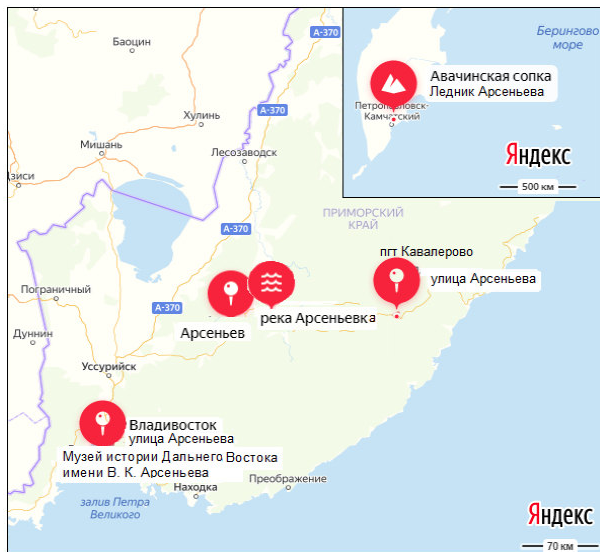 Баоцин
А-370
Хулинь
А-370
Мишань
Лесозаводск
Дзиси
А-370
ПРИМОРСКИЙ
КРАЙ
Берингово
море
Авачинская сопка
Ледник Арсеньева
Петропавловск-
Камчатский
Яндекс
500 км
пгт Кавалерово
улица Арсеньева
Пограничный
А-370
река Арсеньевка
Арсеньев
Дуннин
Уссурийск
Владивосток
улица Арсеньева
Музей истории Дальнего Востока
имени В. К. Арсеньева
Преображение
Находка
залив Петра
Великого
Яндекс
70 км